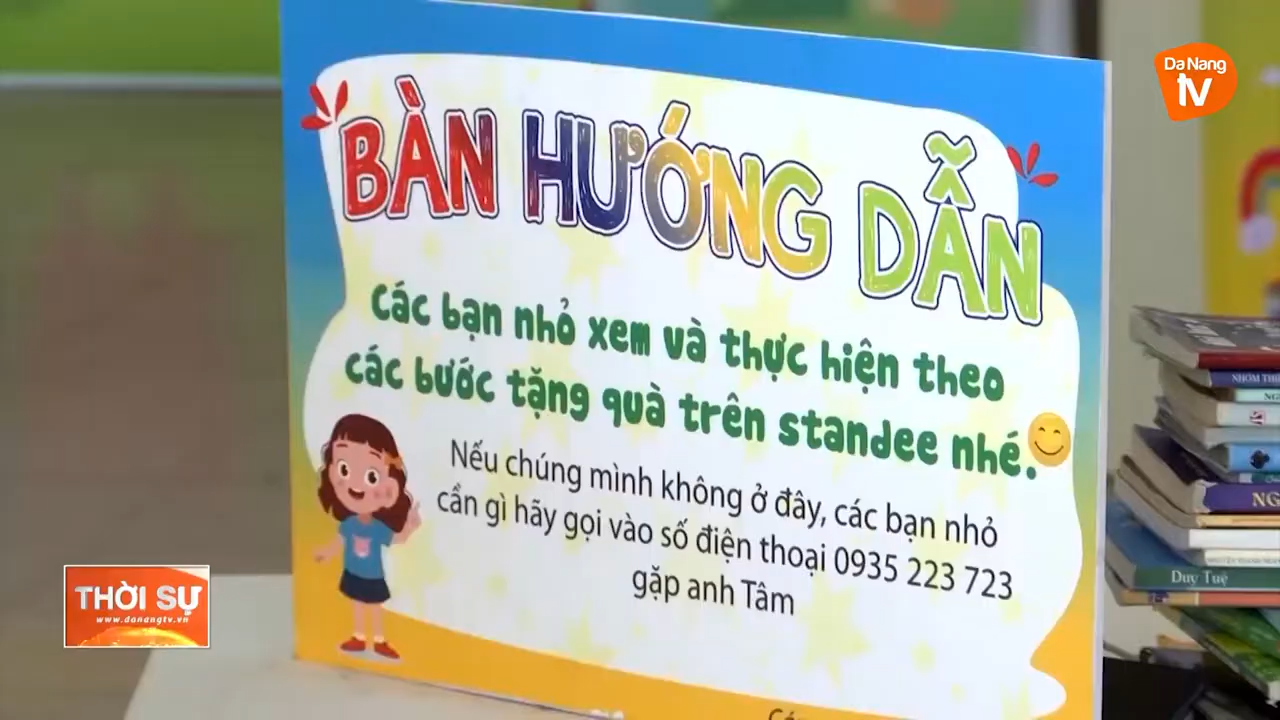 Da Nang
TV
BÀN HƯỚNG DẪN
Các bạn nhỏ xem và thực hiện theo
các bước tặng quà trên standee nhé.
Nếu chúng mình không ở đây, các bạn nhỏ
cần gì hãy gọi vào số điện thoại 0935 223 723
gặp anh Tâm
Duy Tuệ
THỜI SỰ
www.danangtv.vn